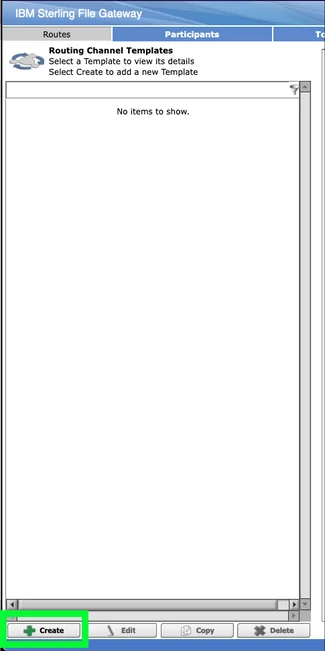 IBM Sterling File Gateway
Routes Participants
Routing Channel Templates
Select a Template to view its details
Select Create to add a new Template
No items to show.
Create Edit Copy Delete